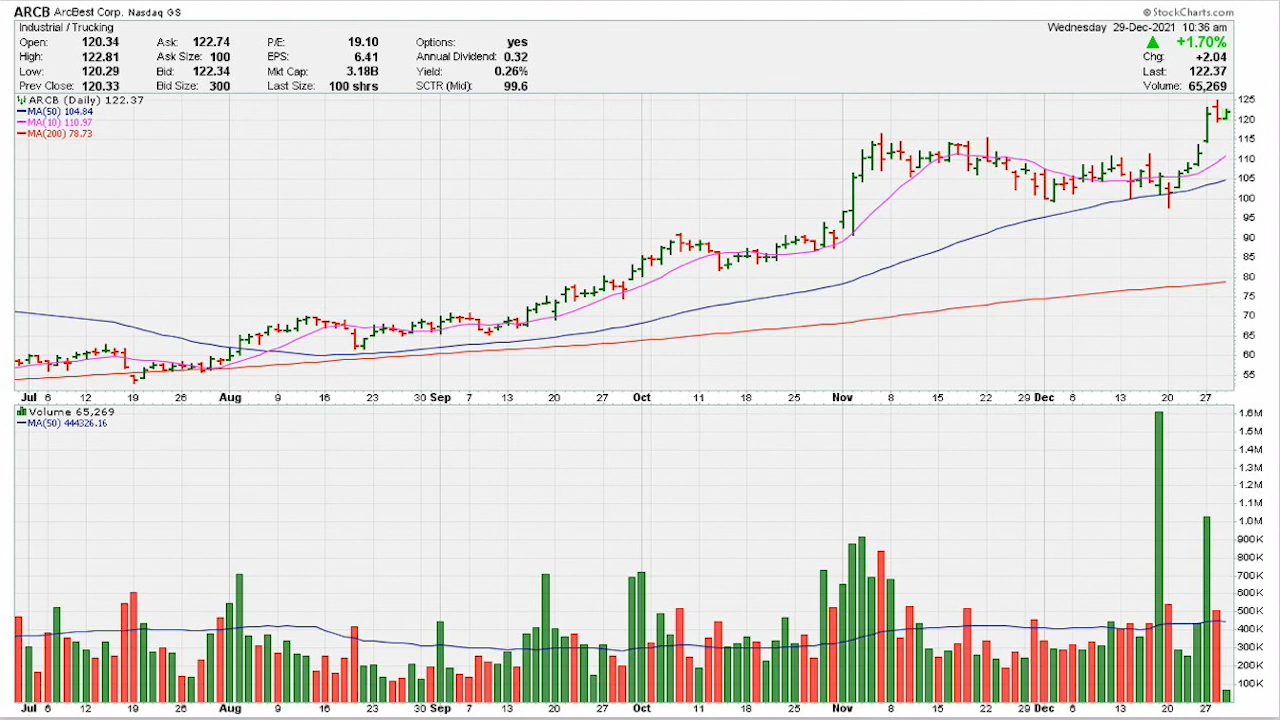 ARCB ArcBest Corp. Nasdaq GS © StockCharts.com
Industrial / Trucking Wednesday 29-Dec-2021 10:36 am
Open: 120.34 Ask: 122.74 P/E: 19.10 Options: yes +1.70%
High: 122.81 Ask Size: 100 EPS: 6.41 Annual Dividend: 0.32 Chg: +2.04
Low: 120.29 Bid: 122.34 Mkt Cap: 3.18B Yield: 0.26% Last: 122.37
Prev Close: 120.33 Bid Size: 300 Last Size: 100 shrs SCTR (Mid): 99.6 Volume: 65,269
ARCB (Daily) 122.37
MA(50) 104.84
MA(10) 110.97
MA(200) 78.73
125
120
115
110
105
100
95
90
85
80
75
70
65
60
55
Jul 6 12 19 26 Aug 9 16 23 30 Sep 7 13 20 27 Oct 11 18 25 Nov 8 15 22 29 Dec 6 13 20 27
Volume 65,269
MA(50) 444326.16
1.6M
1.5M
1.4M
1.3M
1.2M
1.1M
1.0M
900K
800K
700K
600K
500K
400K
300K
200K
100K
Jul 6 12 19 26 Aug 9 16 23 30 Sep 7 13 20 27 Oct 11 18 25 Nov 8 15 22 29 Dec 6 13 20 27